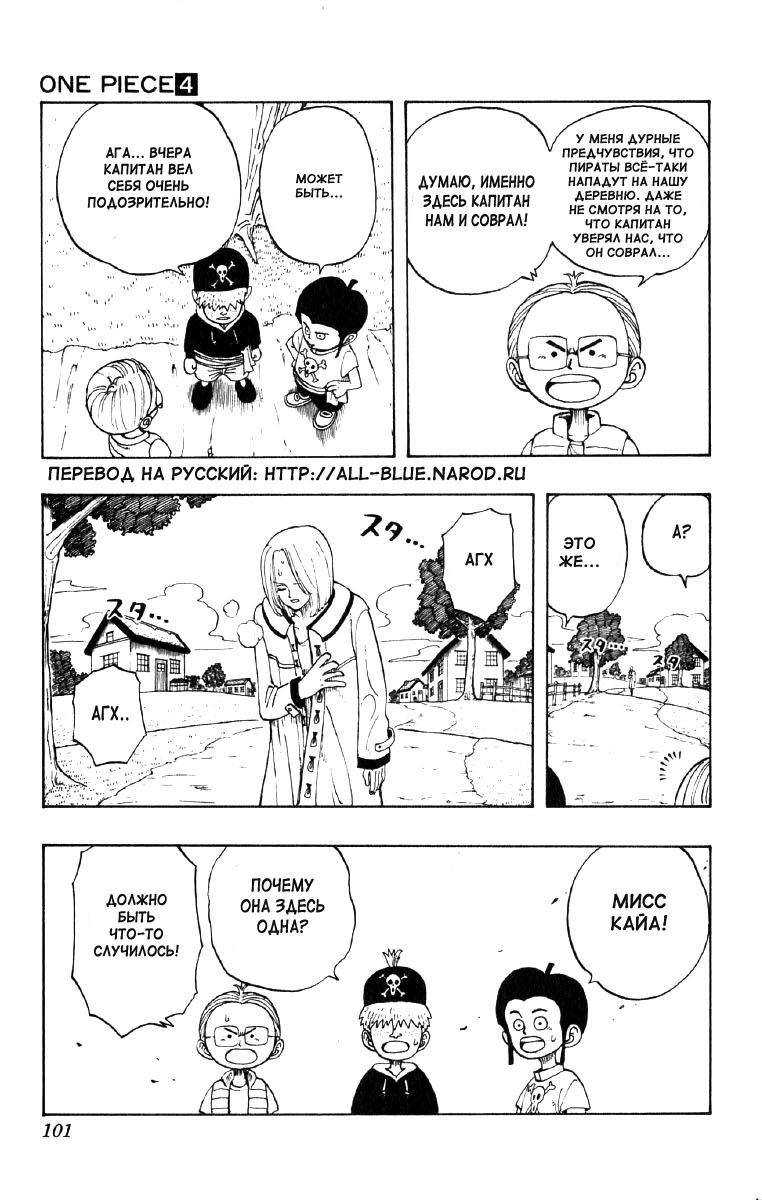 ONE PIECE 4
У МЕНЯ ДУРНЫЕ
ПРЕДЧУВСТВИЯ, ЧТО
ПИРАТЫ ВСЁ-ТАКИ
НАПАДУТ НА НАШУ
ДЕРЕВНЮ. ДАЖЕ
НЕ СМОТРЯ НА ТО,
ЧТО КАПИТАН
УВЕРЯЛ НАС, ЧТО
ОН СОВРАЛ...
ДУМАЮ, ИМЕННО
ЗДЕСЬ КАПИТАН
НАМ И СОВРАЛ!
МОЖЕТ
БЫТЬ...
АГА... ВЧЕРА
КАПИТАН ВЕЛ
СЕБЯ ОЧЕНЬ
ПОДОЗРИТЕЛЬНО!
ПЕРЕВОД НА РУССКИЙ: HTTP://ALL-BLUE.NAROD.RU
А?
ЭТО
ЖЕ...
スタ...
スタ...
АГХ
スタ...
スタ...
АГХ..
МИСС
КАЙА!
ПОЧЕМУ
ОНА ЗДЕСЬ
ОДНА?
ДОЛЖНО
БЫТЬ
ЧТО-ТО
СЛУЧИЛОСЬ!
101